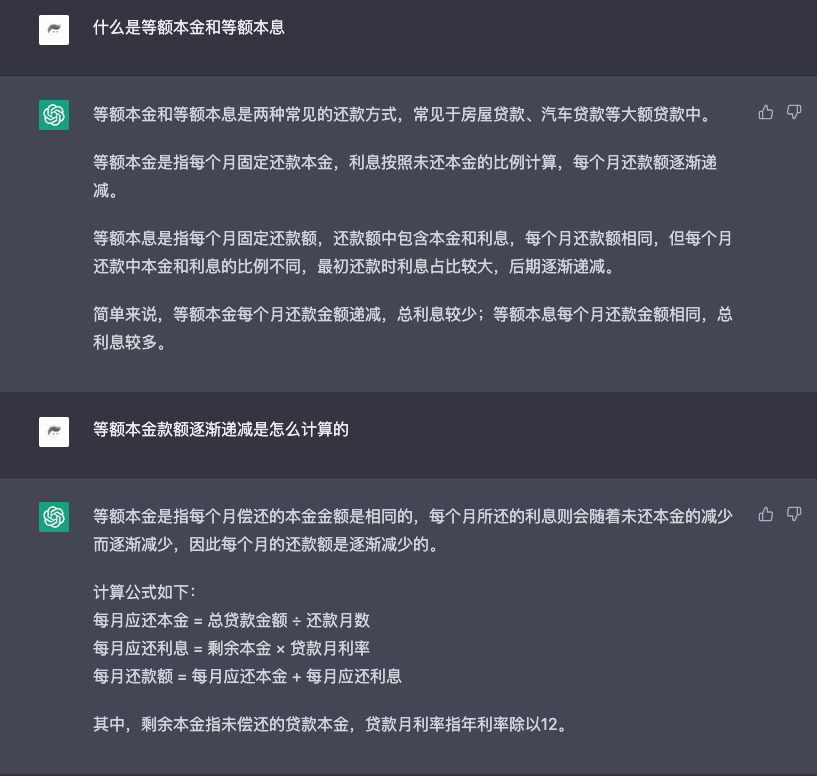 什么是等额本金和等额本息
等额本金和等额本息是两种常见的还款方式，常见于房屋贷款、汽车贷款等大额贷款中。
等额本金是指每个月固定还款本金，利息按照未还本金的比例计算，每个月还款额逐渐递
减。
等额本息是指每个月固定还款额，还款额中包含本金和利息，每个月还款额相同，但每个月
还款中本金和利息的比例不同，最初还款时利息占比较大，后期逐渐递减。
简单来说，等额本金每个月还款金额递减，总利息较少；等额本息每个月还款金额相同，总
利息较多。
等额本金款额逐渐递减是怎么计算的
等额本金是指每个月偿还的本金金额是相同的，每个月所还的利息则会随着未还本金的减少
而逐渐减少，因此每个月的还款额是逐渐减少的。
计算公式如下：
每月应还本金 = 总贷款金额 ÷ 还款月数
每月应还利息 = 剩余本金 × 贷款月利率
每月还款额 = 每月应还本金 + 每月应还利息
其中，剩余本金指未偿还的贷款本金，贷款月利率指年利率除以12。